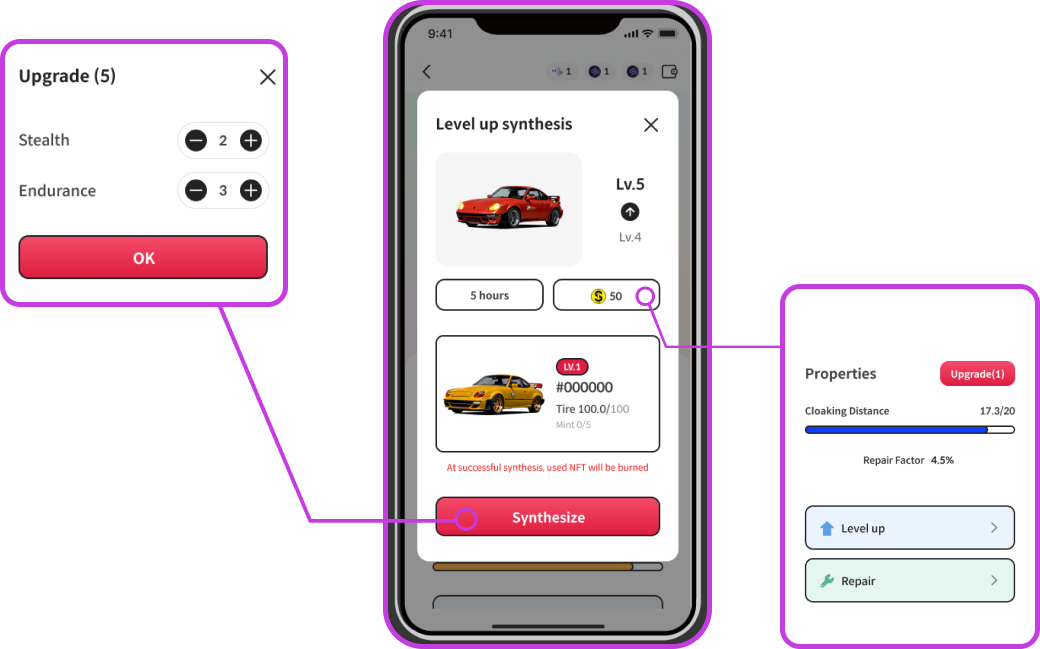 Upgrade (5)
Stealth
2
Endurance
3
OK
9:41
1
1
1
Level up synthesis
Lv.5
Lv.4
5 hours
50
LV.1
#000000
Tire 100.0/100
Mint 0/5
At successful synthesis, used NFT will be burned
Synthesize
Properties
Upgrade(1)
Cloaking Distance
17.3/20
Repair Factor 4.5%
Level up
Repair